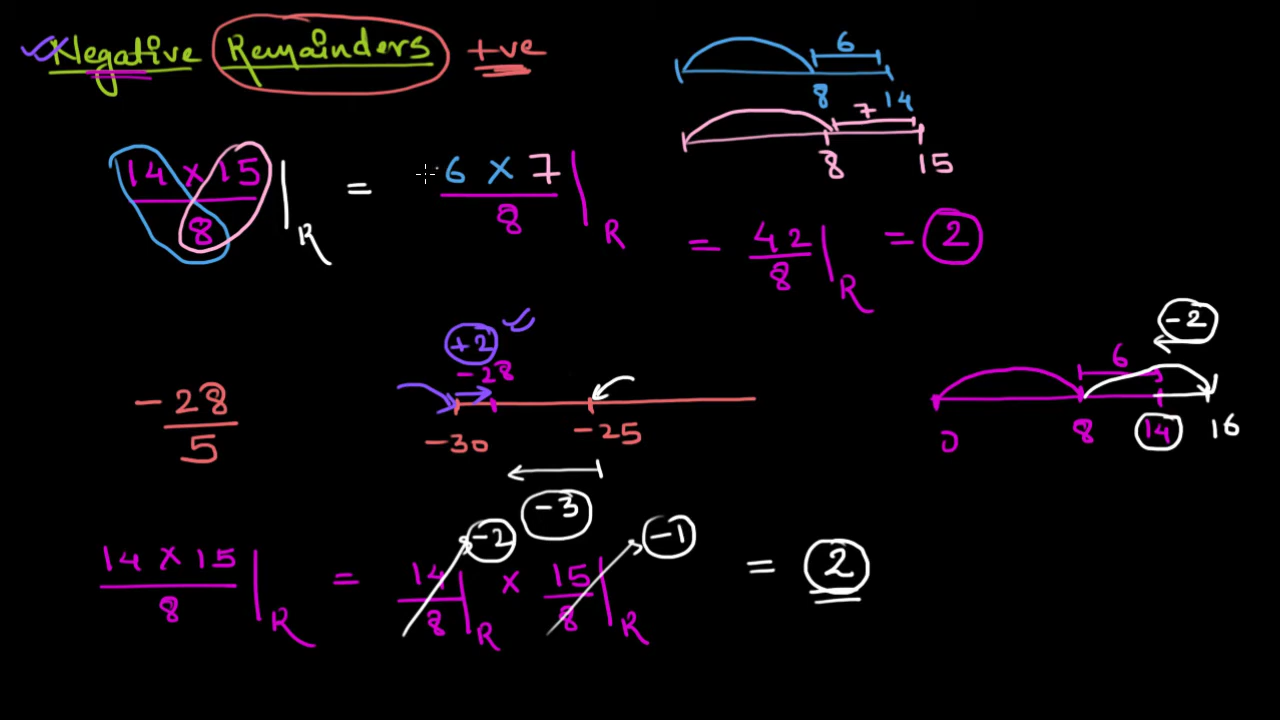 Negative Remainders +ve
6
8 14
7
8 15
14 × 15 / 8 | R = 6 × 7 / 8 | R
= 42 / 8 | R = 2
-2
+2
6
-28
-28 / 5
-30 -25
0 8 14 16
-3
-2 -1
14 × 15 / 8 | R = 14 / 8 | R × 15 / 8 | R = 2